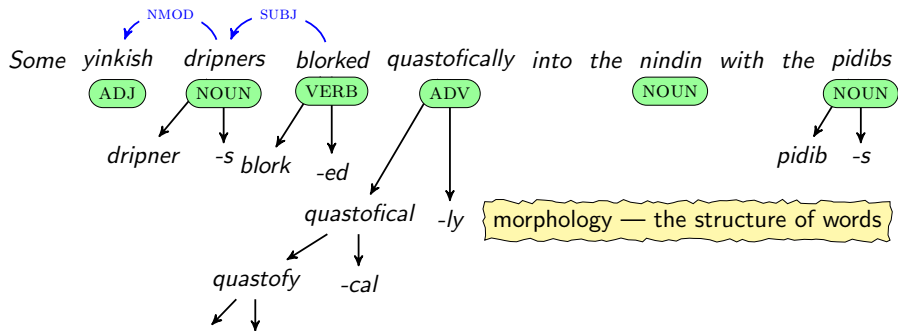 NMOD SUBJ
Some yinkish dripners blorked quastofically into the nindin with the pidibs
ADJ NOUN VERB ADV NOUN NOUN
dripner -s blork -ed pidib -s
quastofical -ly morphology — the structure of words
quastofy -cal